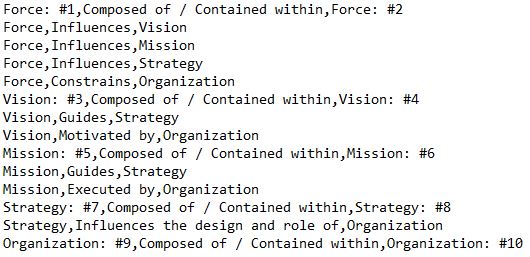 Force: #1,Composed of / Contained within,Force: #2
Force,Influences,Vision
Force,Influences,Mission
Force,Influences,Strategy
Force,Constrains,Organization
Vision: #3,Composed of / Contained within,Vision: #4
Vision,Guides,Strategy
Vision,Motivated by,Organization
Mission: #5,Composed of / Contained within,Mission: #6
Mission,Guides,Strategy
Mission,Executed by,Organization
Strategy: #7,Composed of / Contained within,Strategy: #8
Strategy,Influences the design and role of,Organization
Organization: #9,Composed of / Contained within,Organization: #10